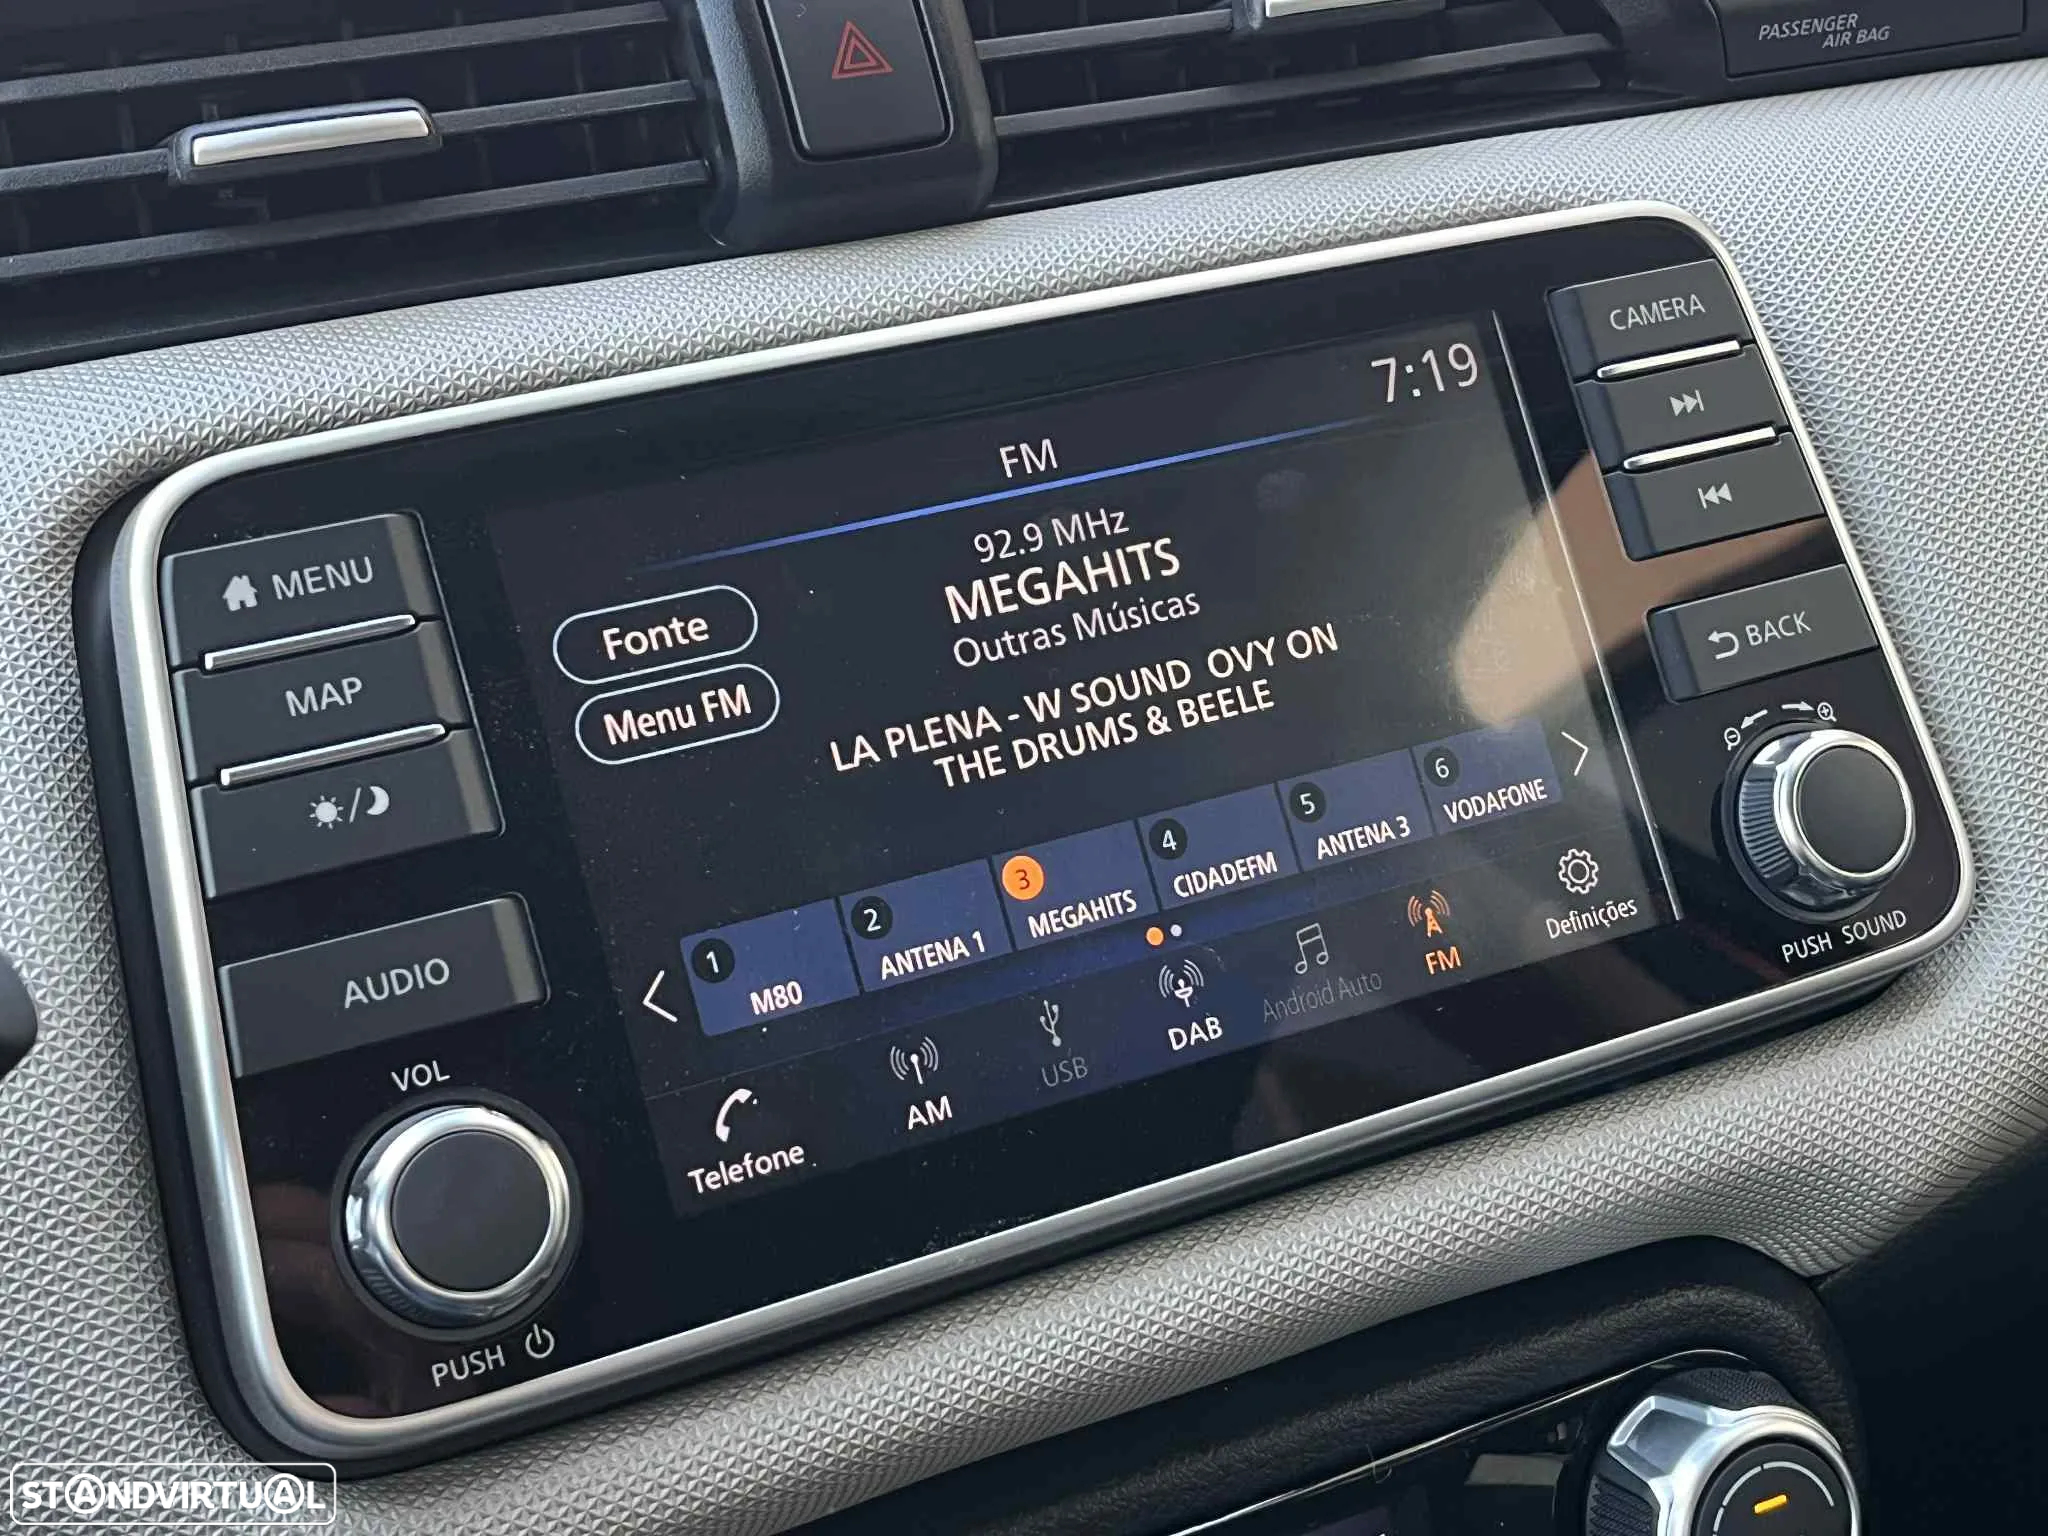 PASSENGER
AIR BAG
CAMERA
7:19
FM
92.9 MHz
MEGAHITS
Outras Músicas
LA PLENA - W SOUND OVY ON
THE DRUMS & BEELE
Fonte
Menu FM
MENU
MAP
AUDIO
VOL
PUSH
BACK
PUSH SOUND
1 M80
2 ANTENA 1
3 MEGAHITS
4 CIDADEFM
5 ANTENA 3
6 VODAFONE
Telefone
AM
USB
DAB
Android Auto
FM
Definições
STANDVIRTUAL